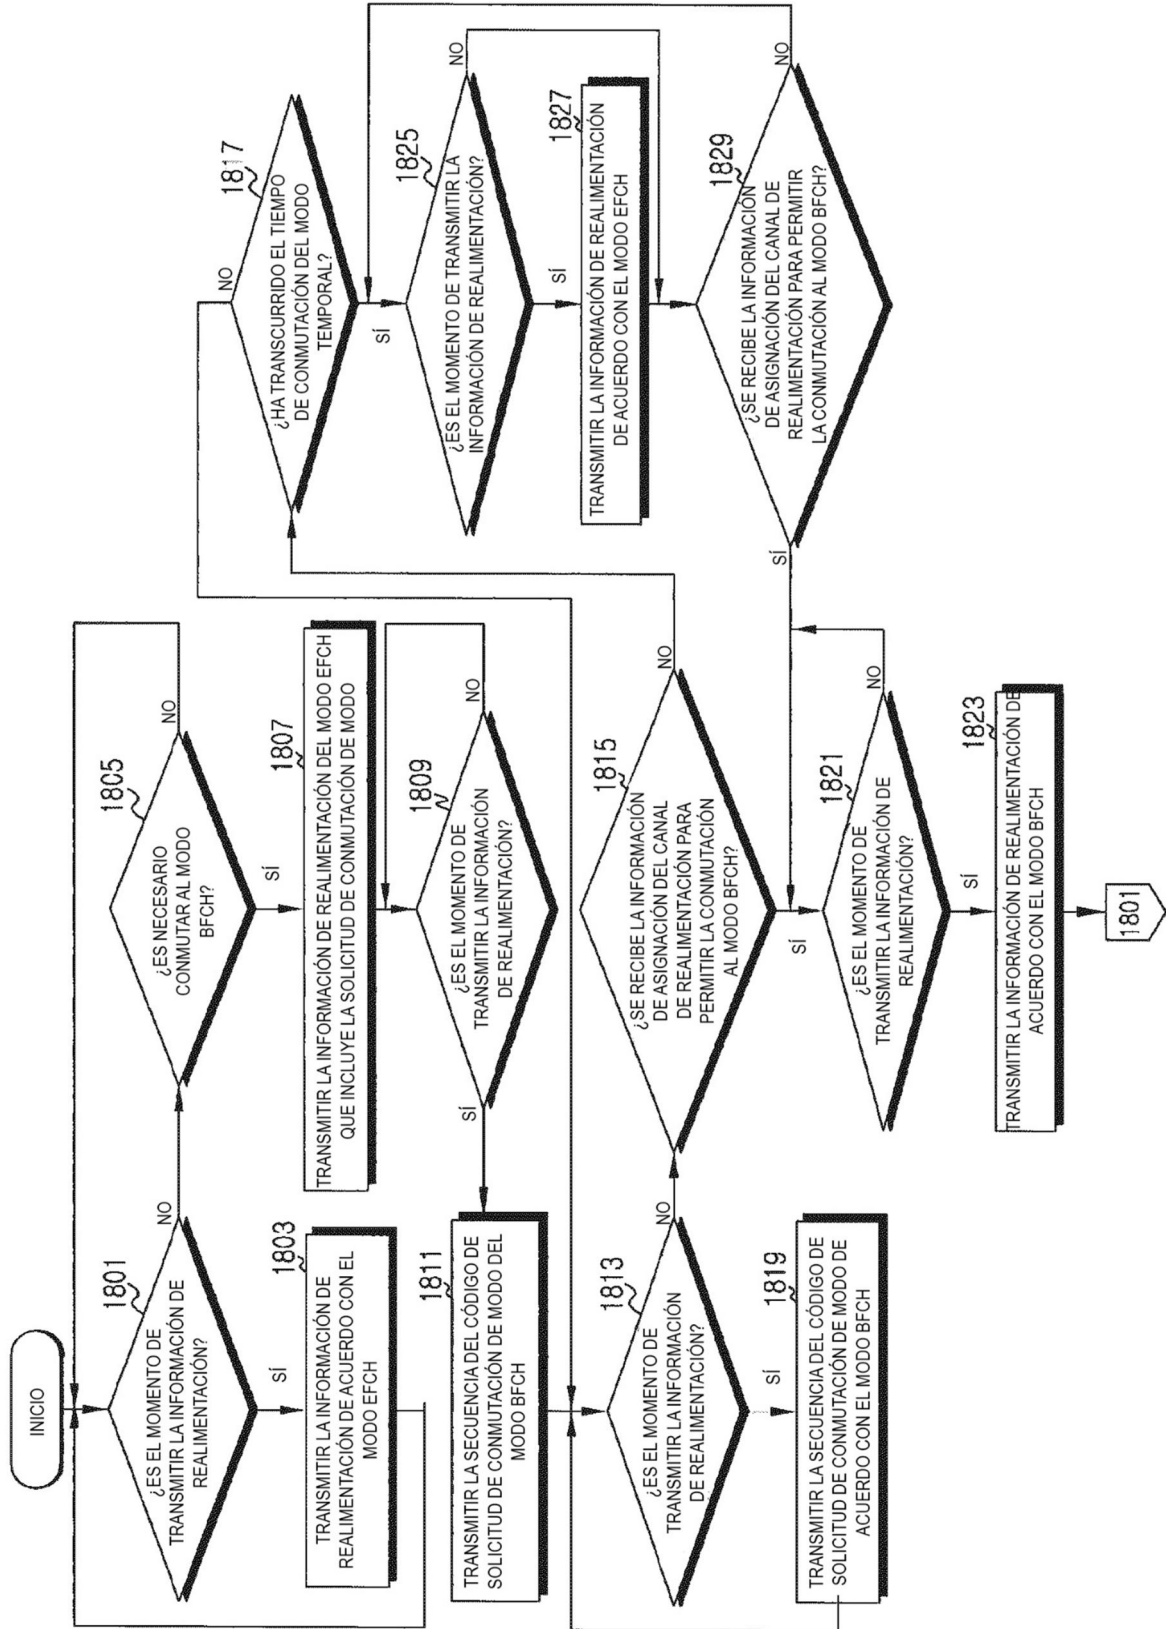 INICIO
1801
¿ES EL MOMENTO DE
TRANSMITIR LA INFORMACIÓN DE
REALIMENTACIÓN?
NO
SÍ
1803
TRANSMITIR LA INFORMACIÓN DE
REALIMENTACIÓN DE ACUERDO CON EL
MODO EFCH
1805
¿ES NECESARIO
CONMUTAR AL MODO
BFCH?
NO
SÍ
1807
TRANSMITIR LA INFORMACIÓN DE REALIMENTACIÓN DEL MODO EFCH
QUE INCLUYE LA SOLICITUD DE CONMUTACIÓN DE MODO
1809
¿ES EL MOMENTO DE
TRANSMITIR LA INFORMACIÓN
DE REALIMENTACIÓN?
NO
SÍ
1811
TRANSMITIR LA SECUENCIA DEL CÓDIGO DE
SOLICITUD DE CONMUTACIÓN DE MODO DEL
MODO BFCH
1813
¿ES EL MOMENTO DE
TRANSMITIR LA INFORMACIÓN
DE REALIMENTACIÓN?
NO
SÍ
1815
¿SE RECIBE LA INFORMACIÓN
DE ASIGNACIÓN DEL CANAL
DE REALIMENTACIÓN PARA
PERMITIR LA CONMUTACIÓN
AL MODO BFCH?
NO
SÍ
1817
¿HA TRANSCURRIDO EL TIEMPO
DE CONMUTACIÓN DEL MODO
TEMPORAL?
NO
SÍ
1819
TRANSMITIR LA SECUENCIA DEL CÓDIGO DE
SOLICITUD DE CONMUTACIÓN DE MODO DE
ACUERDO CON EL MODO BFCH
1821
¿ES EL MOMENTO DE
TRANSMITIR LA INFORMACIÓN DE
REALIMENTACIÓN?
NO
SÍ
1823
TRANSMITIR LA INFORMACIÓN DE REALIMENTACIÓN DE
ACUERDO CON EL MODO BFCH
1801
1825
¿ES EL MOMENTO DE TRANSMITIR LA
INFORMACIÓN DE REALIMENTACIÓN?
NO
SÍ
1827
TRANSMITIR LA INFORMACIÓN DE REALIMENTACIÓN
DE ACUERDO CON EL MODO EFCH
1829
¿SE RECIBE LA INFORMACIÓN
DE ASIGNACIÓN DEL CANAL DE
REALIMENTACIÓN PARA PERMITIR
LA CONMUTACIÓN AL MODO BFCH?
NO
SÍ